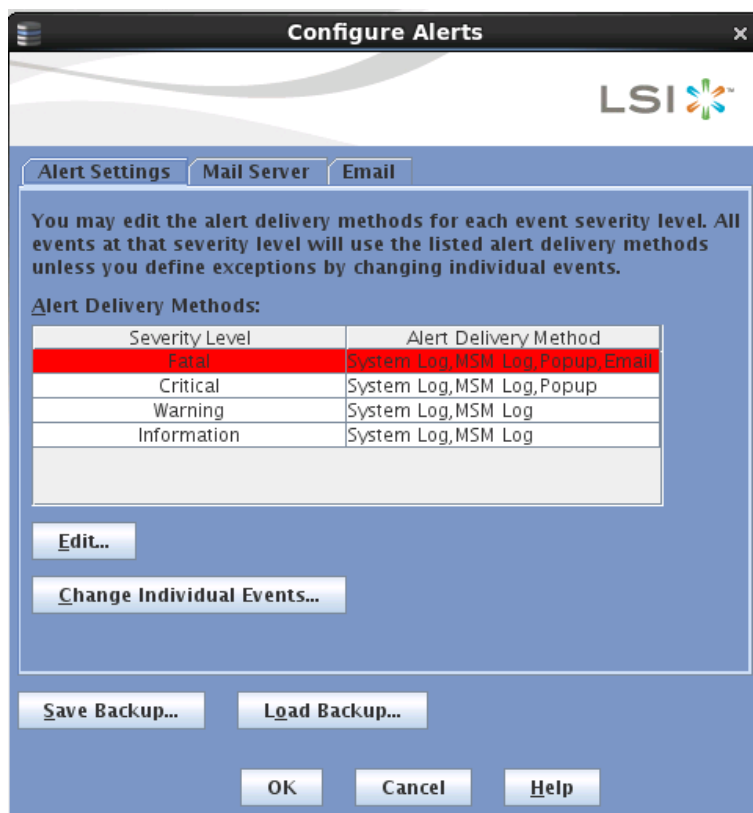 Configure Alerts
LSI
Alert Settings Mail Server Email
You may edit the alert delivery methods for each event severity level. All
events at that severity level will use the listed alert delivery methods
unless you define exceptions by changing individual events.
Alert Delivery Methods:
Severity Level Alert Delivery Method
Fatal System Log,MSM Log,Popup,Email
Critical System Log,MSM Log,Popup
Warning System Log,MSM Log
Information System Log,MSM Log
Edit...
Change Individual Events...
Save Backup... Load Backup...
OK Cancel Help